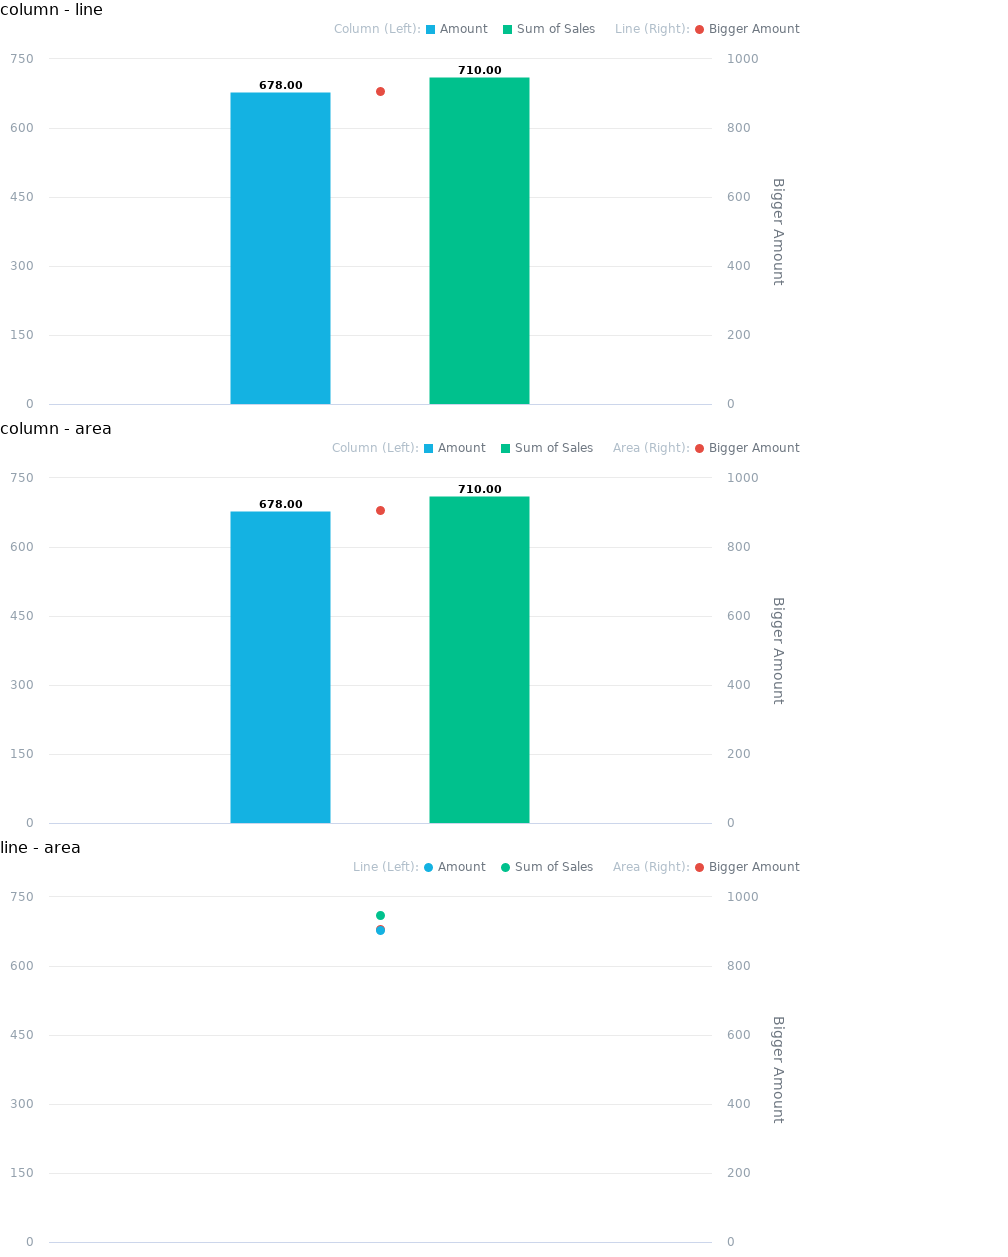 column - line
Column (Left): Amount Sum of Sales Line (Right): Bigger Amount
750 1000
678.00 710.00
600 800
450 600
Bigger Amount
300 400
150 200
0 0
column - area
Column (Left): Amount Sum of Sales Area (Right): Bigger Amount
750 1000
678.00 710.00
600 800
450 600
Bigger Amount
300 400
150 200
0 0
line - area
Line (Left): Amount Sum of Sales Area (Right): Bigger Amount
750 1000
600 800
450 600
Bigger Amount
300 400
150 200
0 0